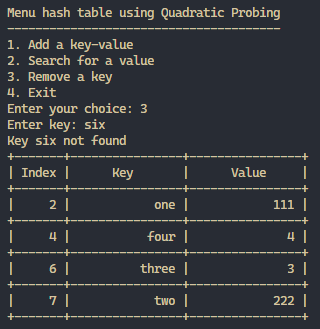 Menu hash table using Quadratic Probing
---------------------------------------
1. Add a key-value
2. Search for a value
3. Remove a key
4. Exit
Enter your choice: 3
Enter key: six
Key six not found
+-------+----------------+----------------+
| Index |      Key       |     Value      |
+-------+----------------+----------------+
|     2 |            one |            111 |
+-------+----------------+----------------+
|     4 |           four |              4 |
+-------+----------------+----------------+
|     6 |          three |              3 |
+-------+----------------+----------------+
|     7 |            two |            222 |
+-------+----------------+----------------+